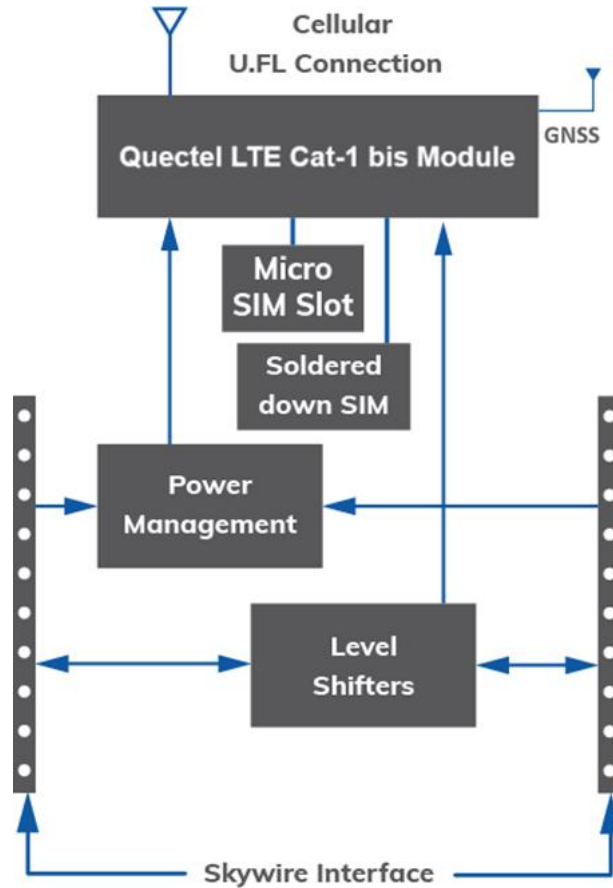 Cellular
U.FL Connection
GNSS
Quectel LTE Cat-1 bis Module
Micro
SIM Slot
Soldered
down SIM
Power
Management
Level
Shifters
Skywire Interface